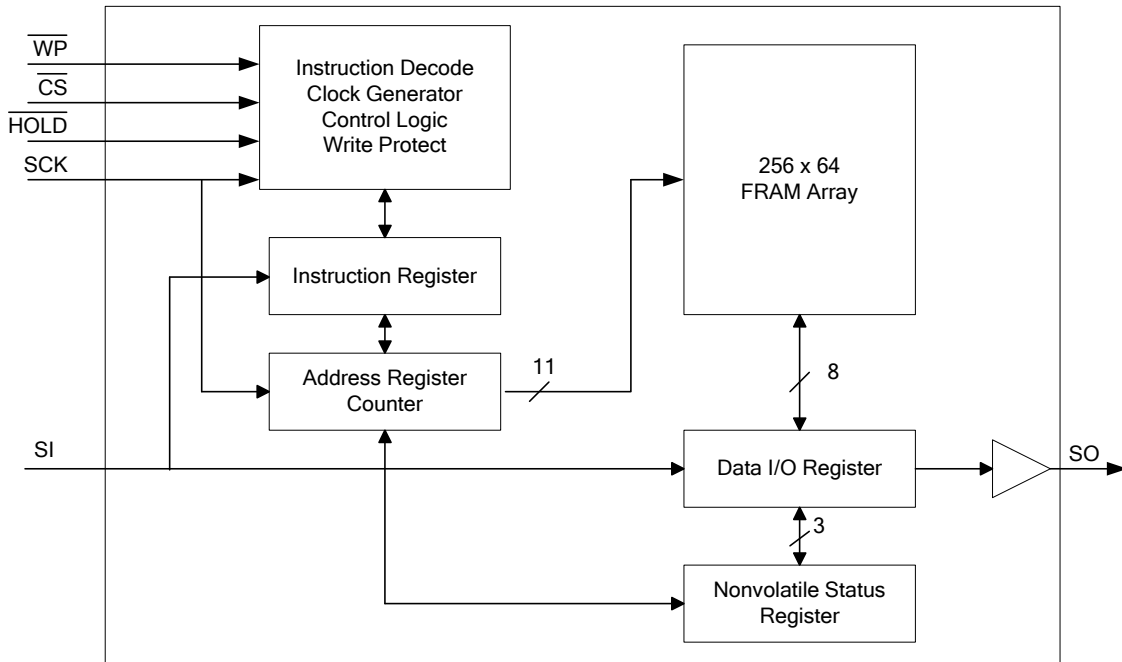 WP
CS
HOLD
SCK
Instruction Decode
Clock Generator
Control Logic
Write Protect
256 x 64
FRAM Array
Instruction Register
11
Address Register
Counter
8
SI
Data I/O Register
SO
3
Nonvolatile Status
Register